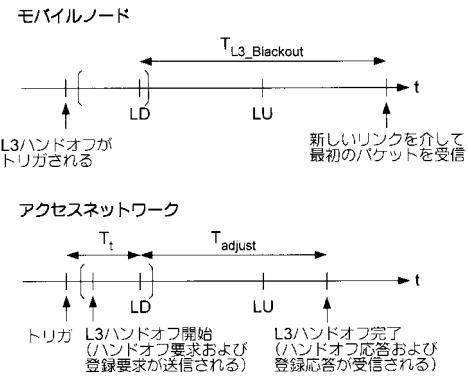 モバイルノード
T L3_Blackout
t
LD
LU
L3ハンドオフが
トリガされる
新しいリンクを介して
最初のパケットを受信
アクセスネットワーク
Tt
Tadjust
t
LD
LU
トリガ
L3ハンドオフ開始
(ハンドオフ要求および
登録要求が送信される)
L3ハンドオフ完了
(ハンドオフ応答および
登録応答が受信される)